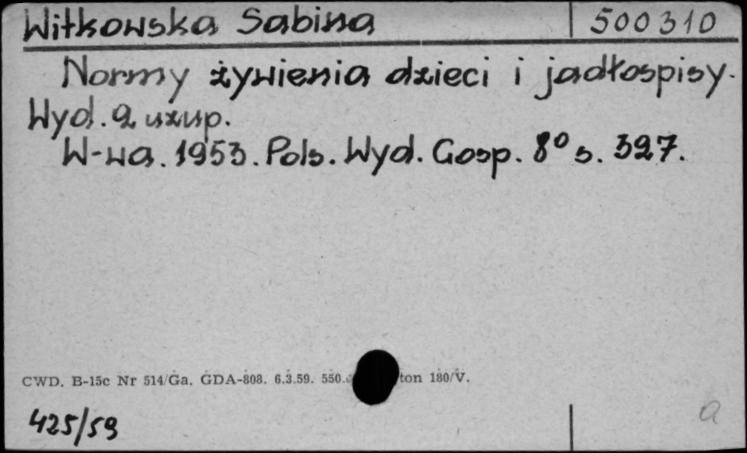 Witkowska Sabina 500310
Normy żywienia dzieci i jadłospisy.
Wyd. 2 uzup.
W-wa. 1953. Pols. Wyd. Gosp. 8° s. 327.
CWD. B-15c Nr 514/Ga. GDA-808. 6.3.59. 550. ton 180/V.
425/59
a